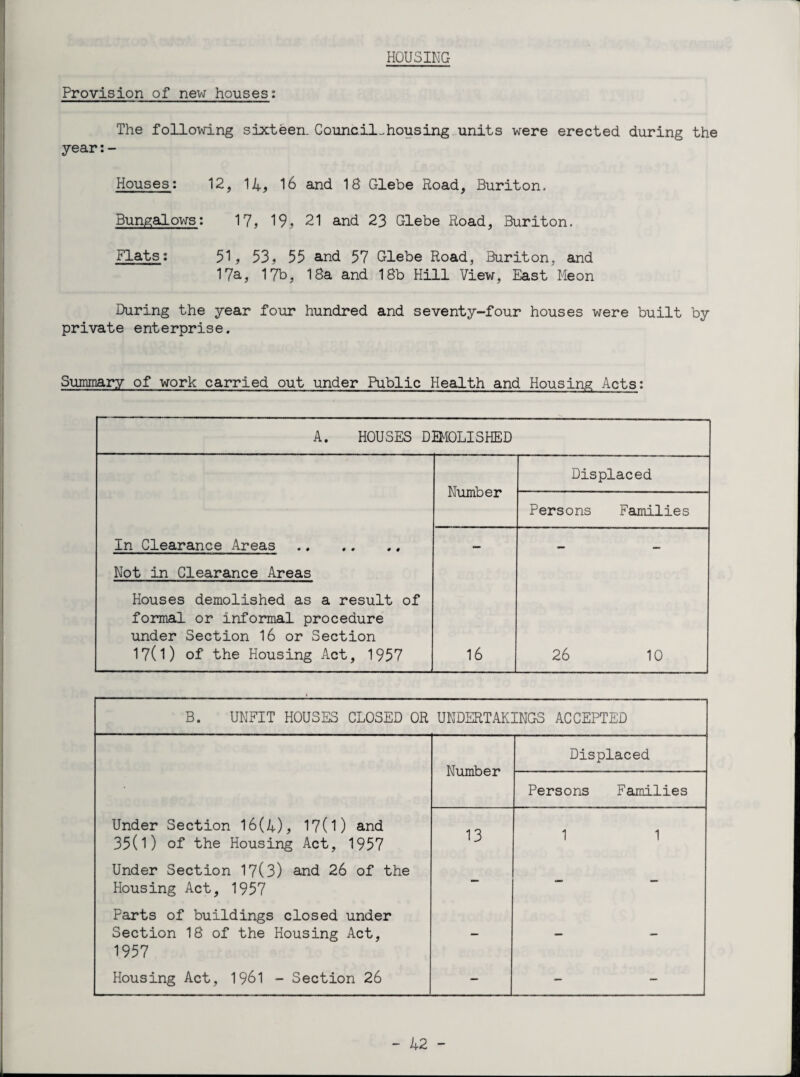 HOUSING
Provision of new houses:
The following sixteen. Council-housing units were erected during the
year:-
Houses: 12, 14, 16 and 18 Glebe Road, Buriton.
Bungalows: 17, 19, 21 and 23 Glebe Road, Buriton.
Flats: 51, 53, 55 and 57 Glebe Road, Buriton, and
17a, 17b, 18a and 18b Hill View, East Meon
During the year four hundred and seventy-four houses were built by
private enterprise.
Summary of work carried out under Public Health and Housing Acts:
A. HOUSES DEMOLISHED
Number Displaced
Persons Families
In Clearance Areas .. .. .. - - -
Not in Clearance Areas
Houses demolished as a result of
formal or informal procedure
under Section 16 or Section
17(1) of the Housing Act, 1957 16 26 10
B. UNFIT HOUSES CLOSED OR UNDERTAKINGS ACCEPTED
Number Displaced
Persons Families
Under Section 16(4), 17(1) and
35(1) of the Housing Act, 1957 13 1 1
Under Section 17(3) and 26 of the
Housing Act, 1957 - - -
Parts of buildings closed under
Section 18 of the Housing Act, - - -
1957
Housing Act, 1961 - Section 26 - - -
- 42 -